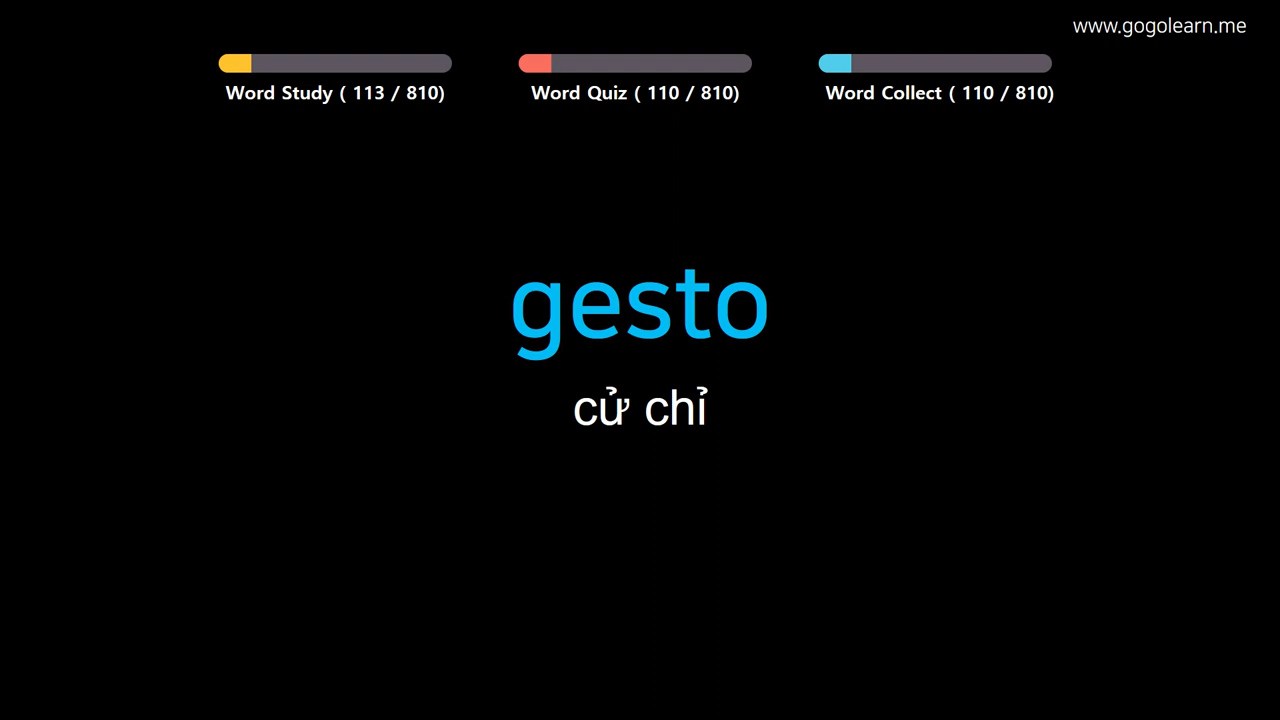 www.gogolearn.me
Word Study ( 113 / 810)
Word Quiz ( 110 / 810)
Word Collect ( 110 / 810)
gesto
cử chỉ